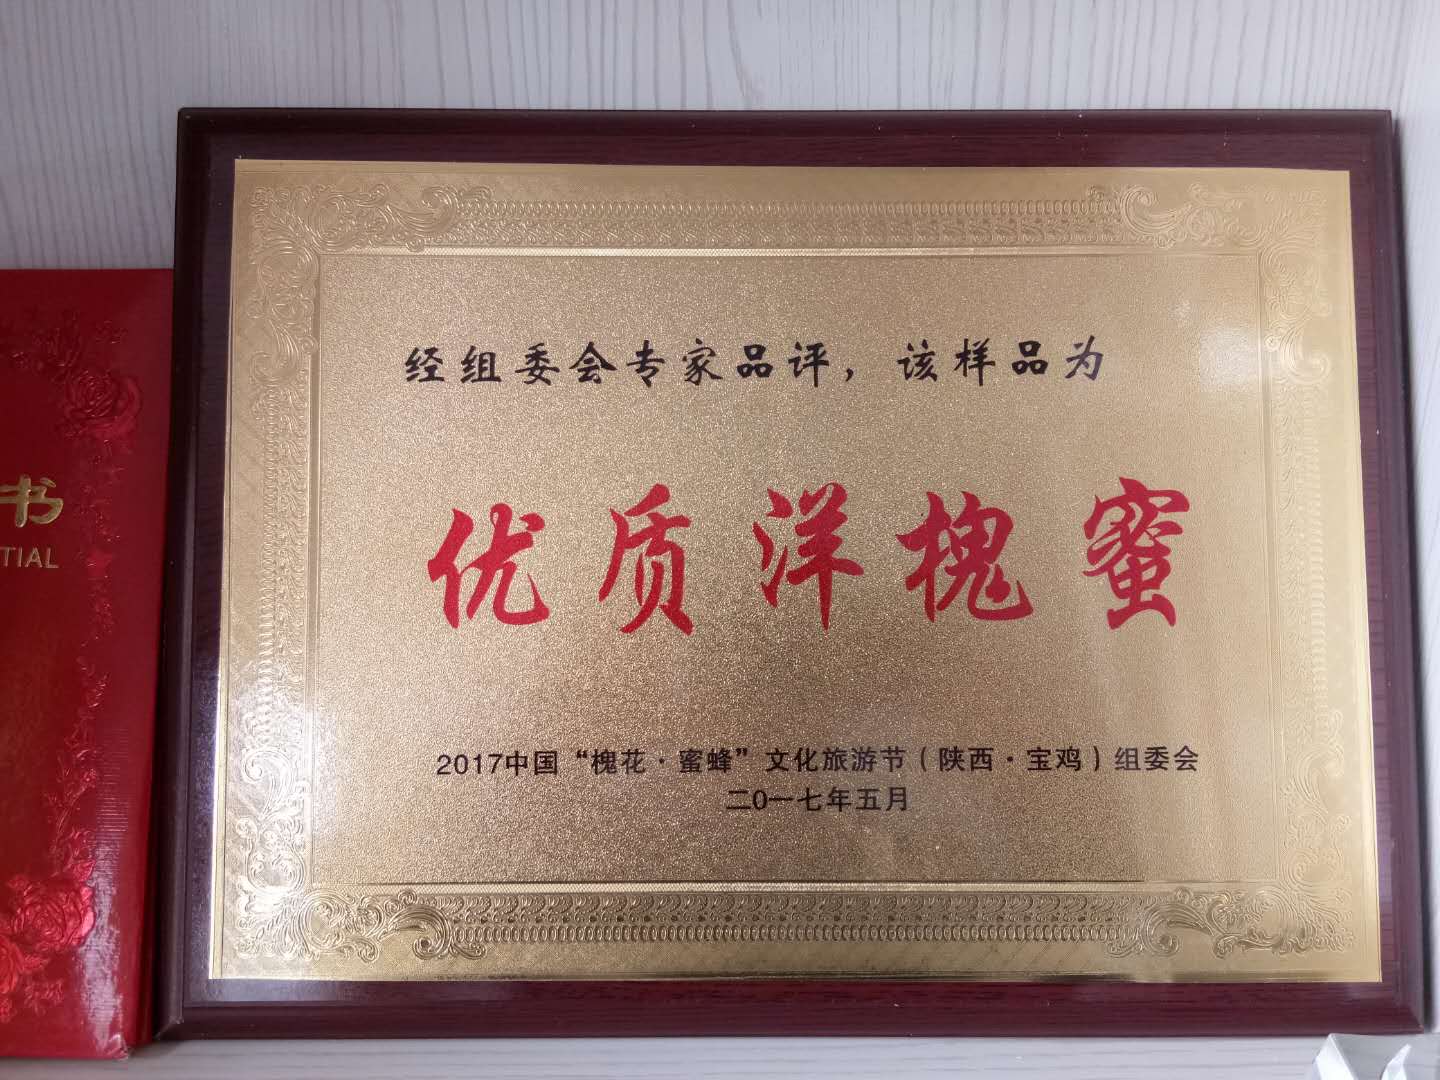 经组委会专家品评，该样品为
优质洋槐蜜
2017中国“槐花·蜜蜂”文化旅游节（陕西·宝鸡）组委会
二0一七年五月
书
TIAL